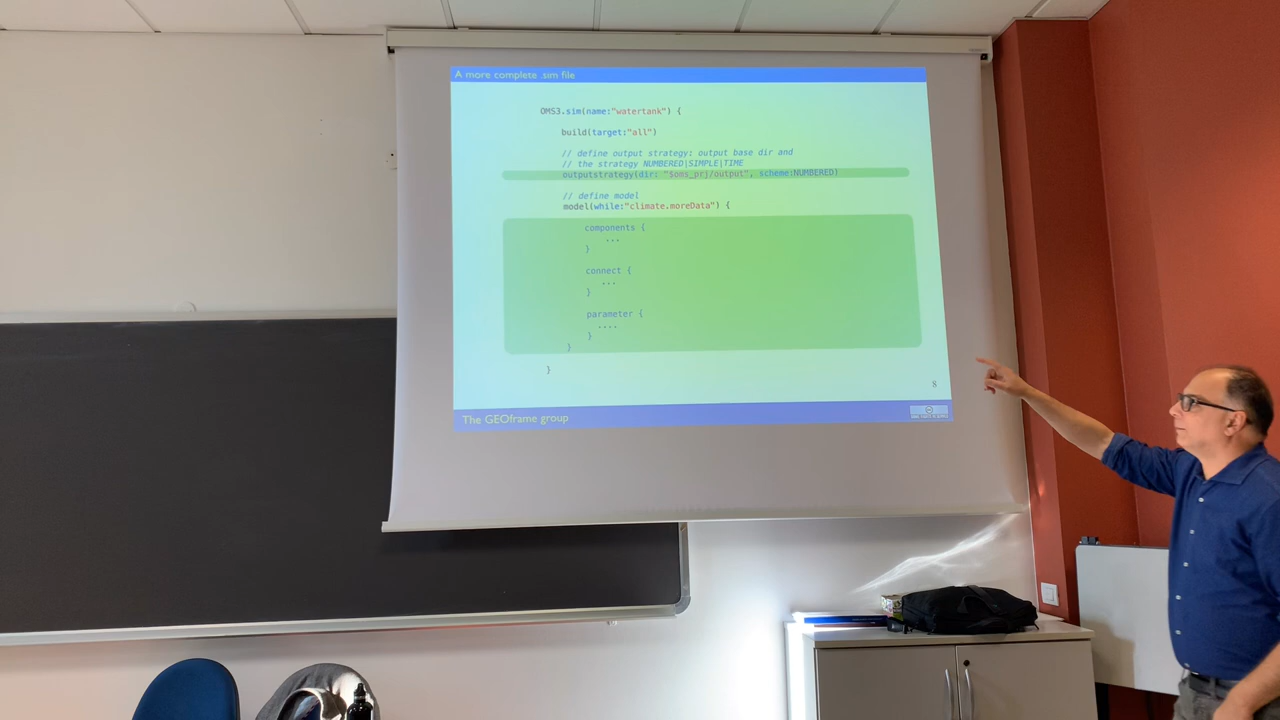 A more complete .sim file
OMS3.sim(name:"watertank") {
build(target:"all")
// define output strategy: output base dir and
// the strategy NUMBERED|SIMPLE|TIME
outputstrategy(dir: "$oms_prj/output", scheme:NUMBERED)
// define model
model(while:"climate.moreData") {
components {
...
}
connect {
...
}
parameter {
....
}
}
}
8
The GEOframe group